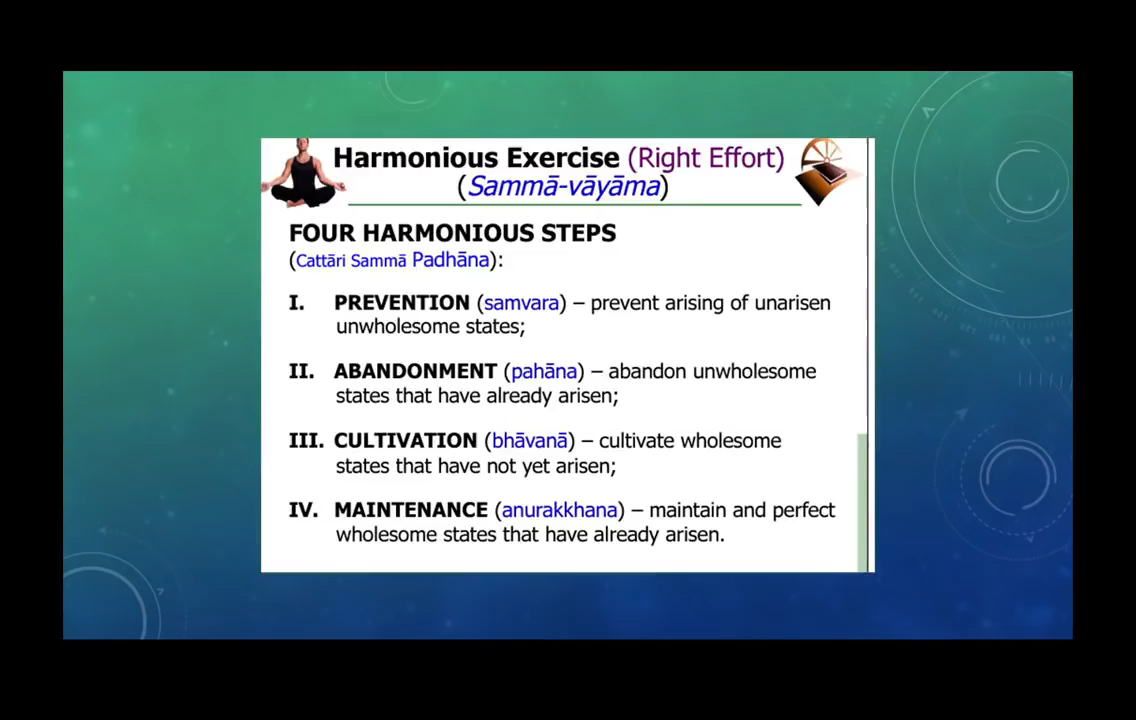 Harmonious Exercise (Right Effort)
(Sammā-vāyāma)
FOUR HARMONIOUS STEPS
(Cattāri Sammā Padhāna):
I. PREVENTION (samvara) – prevent arising of unarisen
unwholesome states;
II. ABANDONMENT (pahāna) – abandon unwholesome
states that have already arisen;
III. CULTIVATION (bhāvanā) – cultivate wholesome
states that have not yet arisen;
IV. MAINTENANCE (anurakkhana) – maintain and perfect
wholesome states that have already arisen.